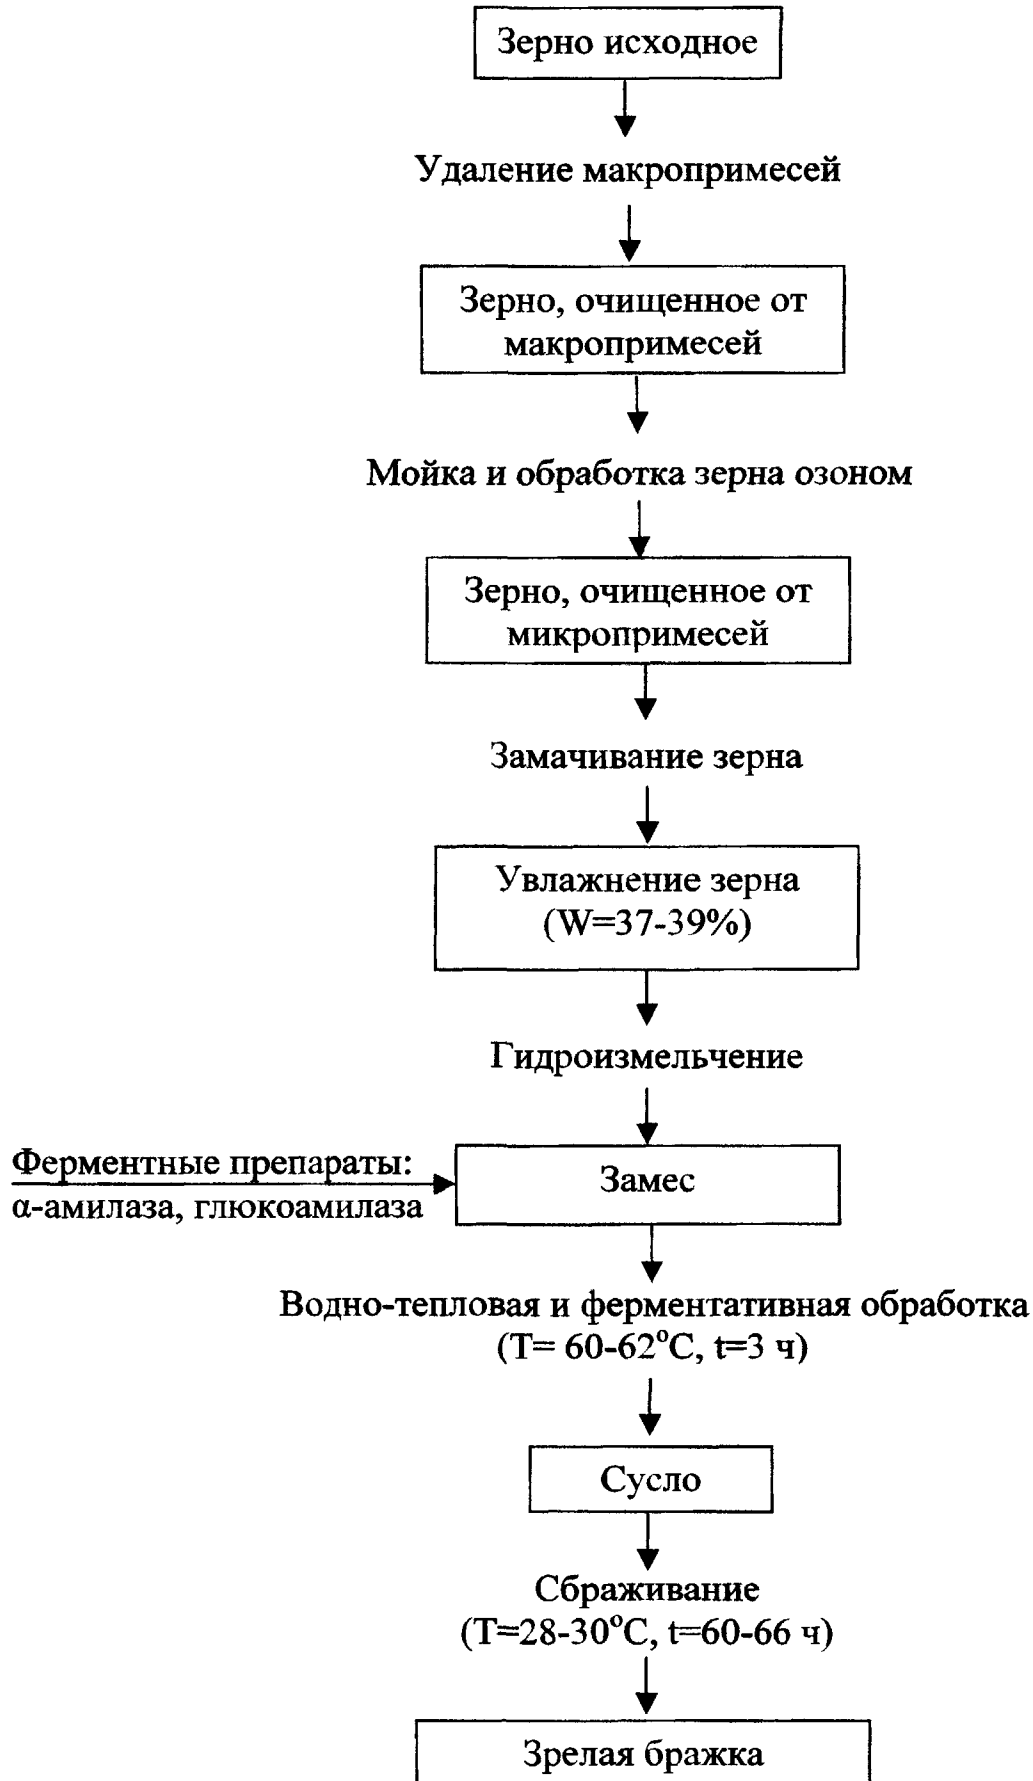 Зерно исходное
Удаление макропримесей
Зерно, очищенное от
макропримесей
Мойка и обработка зерна озоном
Зерно, очищенное от
микропримесей
Замачивание зерна
Увлажнение зерна
(W=37-39%)
Гидроизмельчение
Ферментные препараты:
α-амилаза, глюкоамилаза
Замес
Водно-тепловая и ферментативная обработка
(T= 60-62°C, t=3 ч)
Сусло
Сбраживание
(T=28-30°C, t=60-66 ч)
Зрелая бражка